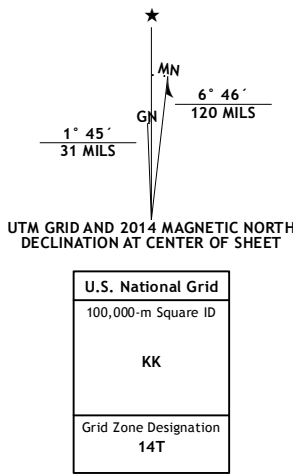 ★
MN
GN
6° 46´
120 MILS
1° 45´
31 MILS
UTM GRID AND 2014 MAGNETIC NORTH
DECLINATION AT CENTER OF SHEET
U.S. National Grid
100,000-m Square ID
KK
Grid Zone Designation
14T